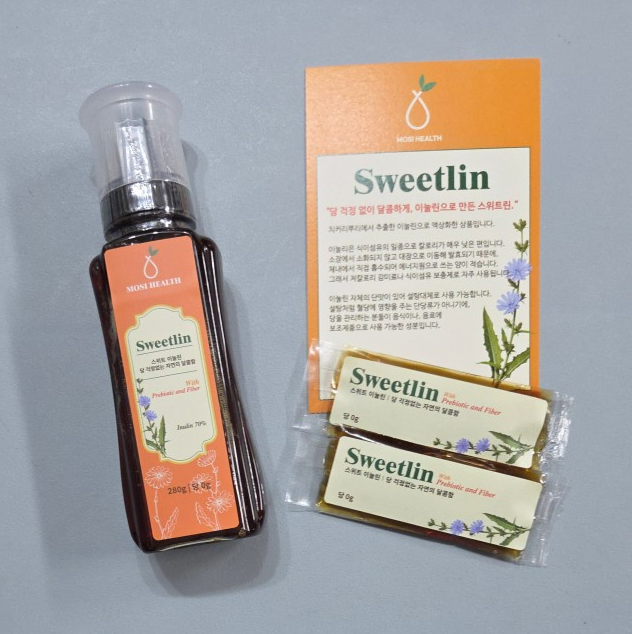 MOSI HEALTH
Sweetlin
스위트 이눌린
당 걱정없는 자연의 달콤함
With
Prebiotic and Fiber
Inulin 70%
280g | 당 0g
MOSI HEALTH
Sweetlin
"당 걱정 없이 달콤하게, 이눌린으로 만든 스위트린."
치커리뿌리에서 추출한 이눌린으로 액상화한 상품입니다.
이눌린은 식이섬유의 일종으로 칼로리가 매우 낮은 편입니다.
소장에서 소화되지 않고 대장으로 이동해 발효되기 때문에,
체내에서 직접 흡수되어 에너지원으로 쓰는 양이 적습니다.
그래서 저칼로리 감미료나 식이섬유 보충제로 자주 사용됩니다.
이눌린 자체의 단맛이 있어 설탕대체로 사용 가능합니다.
설탕처럼 혈당에 영향을 주는 단당류가 아니기에,
당을 관리하는 분들이 음식이나, 음료에
보조제품으로 사용 가능한 성분입니다.
Sweetlin With
Prebiotic and Fiber
스위트 이눌린 | 당 걱정없는 자연의 달콤함
당 0g
Sweetlin With
Prebiotic and Fiber
스위트 이눌린 | 당 걱정없는 자연의 달콤함
당 0g